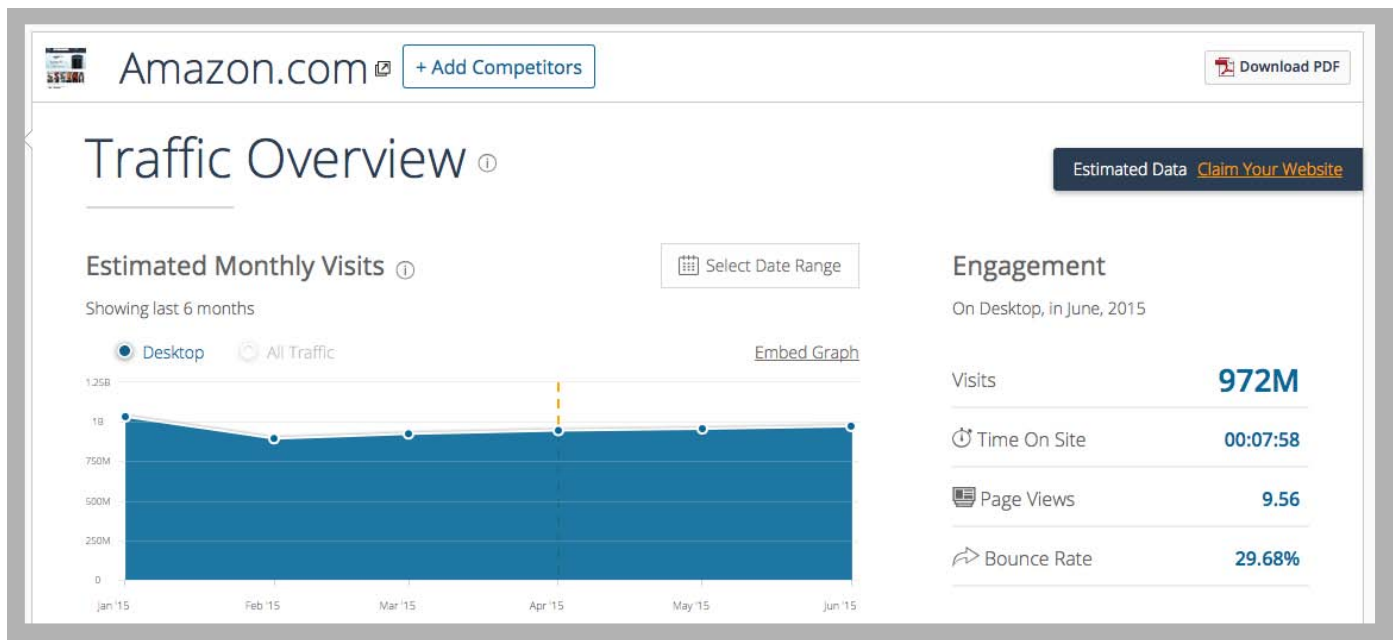 Amazon.com + Add Competitors Download PDF
Traffic Overview
Estimated Data Claim Your Website
Estimated Monthly Visits
Select Date Range
Showing last 6 months
Desktop All Traffic
Embed Graph
1.25B
1B
750M
500M
250M
0
Jan '15 Feb '15 Mar '15 Apr '15 May '15 Jun '15
Engagement
On Desktop, in June, 2015
Visits 972M
Time On Site 00:07:58
Page Views 9.56
Bounce Rate 29.68%